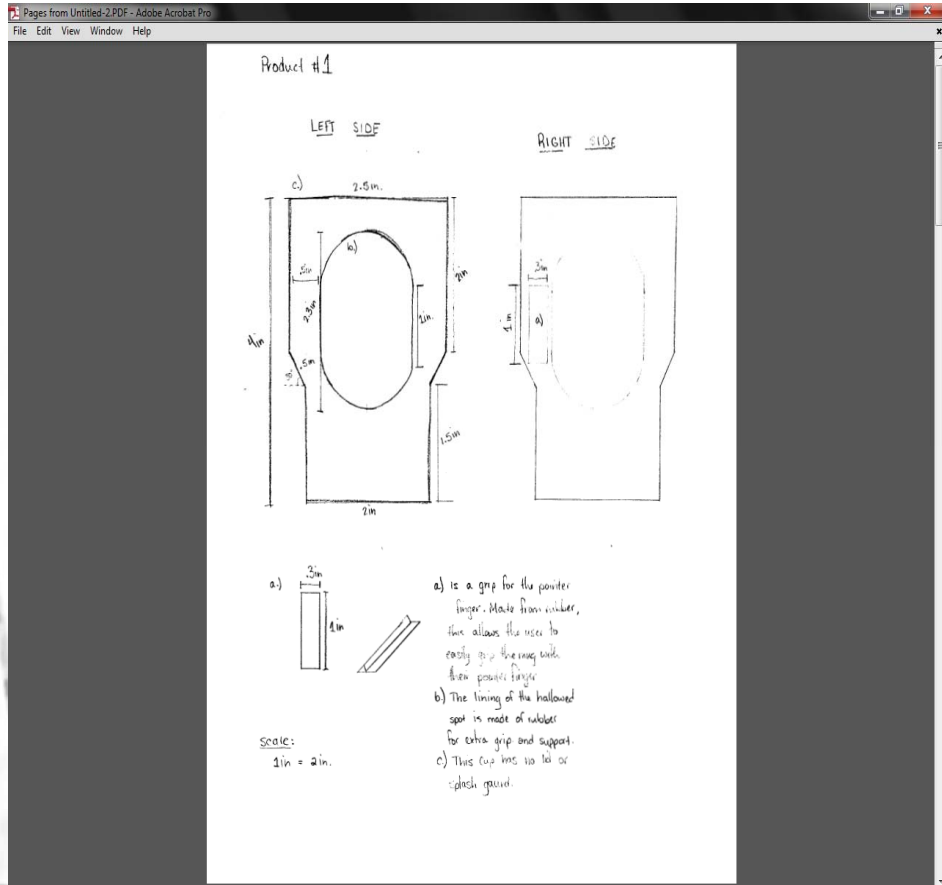 Pages from Untitled-2.PDF - Adobe Acrobat Pro
File Edit View Window Help
Product #1
LEFT SIDE
RIGHT SIDE
c.)
2.5in.
b.)
.5in
2.3in
1in.
2in
4in
.5in
1.5in
2in
.3in
1in
a)
a.)
.3in
1in
a) is a grip for the pointer
finger. Made from rubber,
this allows the user to
easily grip the mug with
their pointer finger
b.) The lining of the hallowed
spot is made of rubber
for extra grip and support.
c) This cup has no lid or
splash gaurd.
Scale:
1in = 2in.